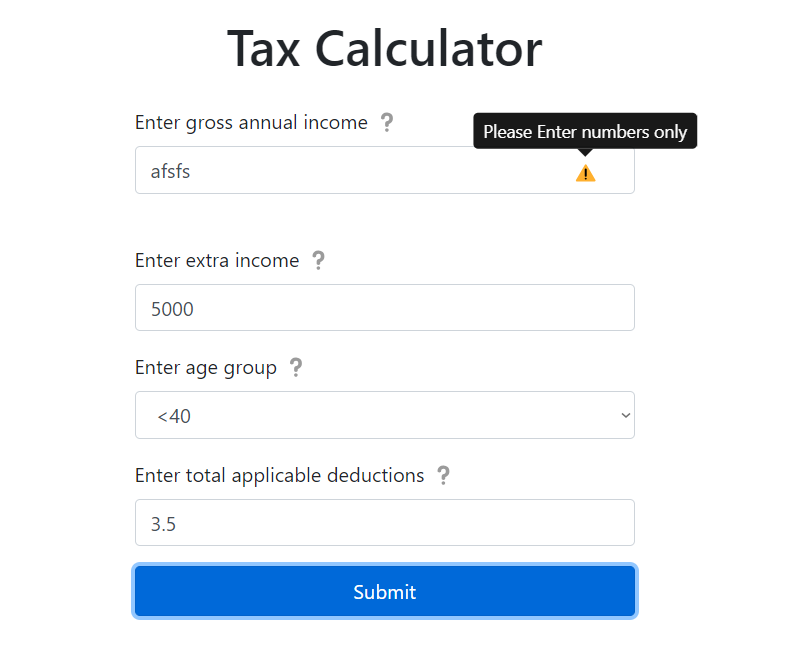 Tax Calculator
Enter gross annual income ?
Please Enter numbers only
afsfs
Enter extra income ?
5000
Enter age group ?
<40
Enter total applicable deductions ?
3.5
Submit